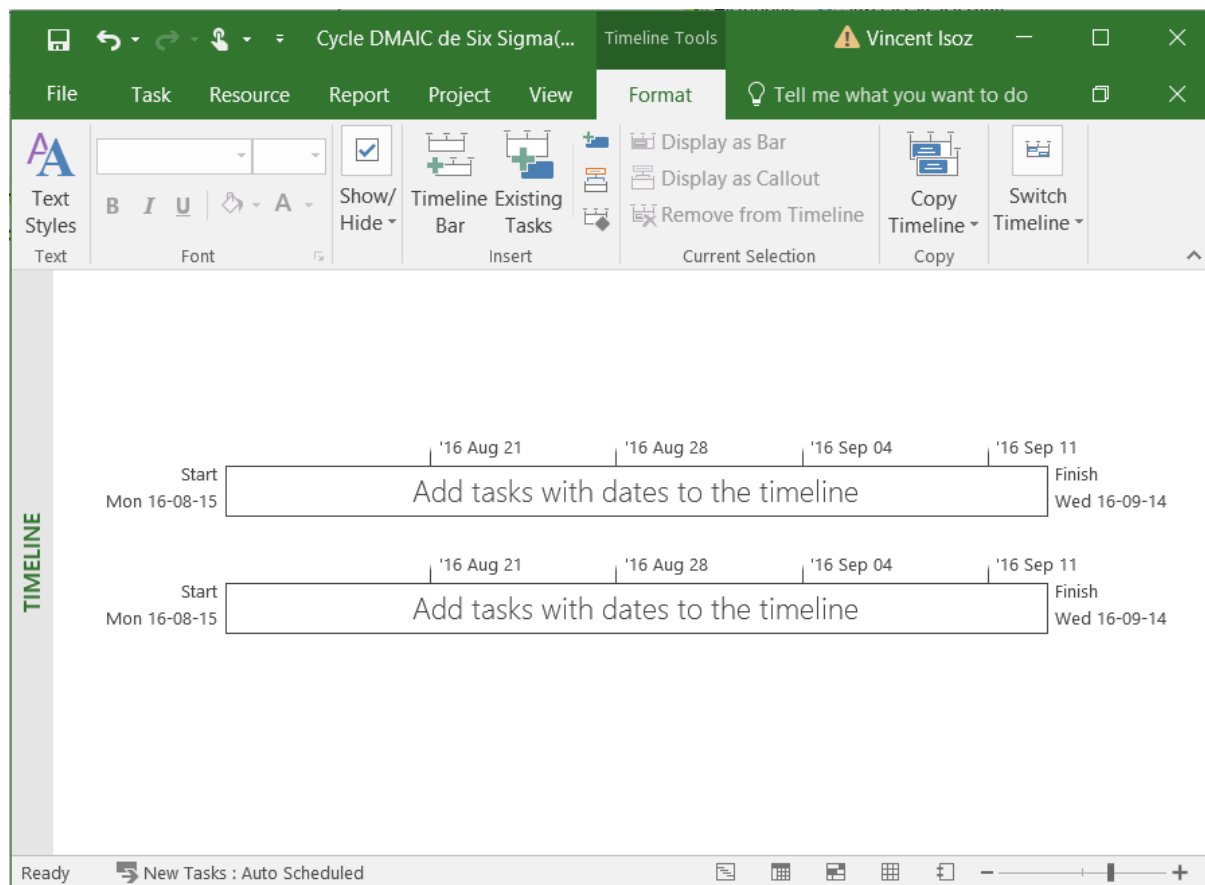 Cycle DMAIC de Six Sigma(... Timeline Tools Vincent Isoz
File Task Resource Report Project View Format Tell me what you want to do
A A
Text Styles
B I U A
Show/ Hide
Timeline Bar
Existing Tasks
Display as Bar
Display as Callout
Remove from Timeline
Copy Timeline
Switch Timeline
Text Font Insert Current Selection Copy
'16 Aug 21 '16 Aug 28 '16 Sep 04 '16 Sep 11
Start Finish
Mon 16-08-15 Add tasks with dates to the timeline Wed 16-09-14
'16 Aug 21 '16 Aug 28 '16 Sep 04 '16 Sep 11
Start Finish
Mon 16-08-15 Add tasks with dates to the timeline Wed 16-09-14
TIMELINE
Ready New Tasks : Auto Scheduled